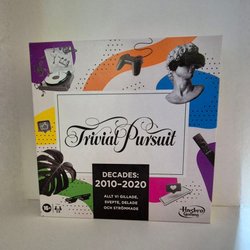 Trivial Pursuit
DECADES:
2010-2020
ALLT VI GILLADE,
SVEPTE, DELADE
OCH STRÖMMADE
16+
Hasbro
Gaming